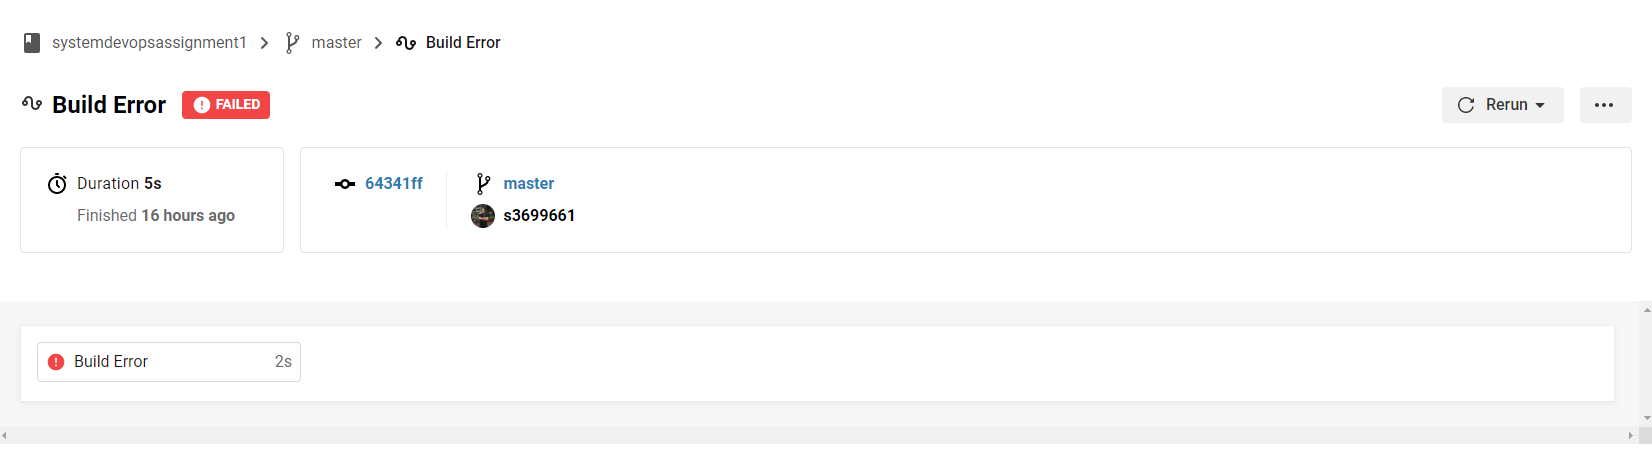 systemdevopsassignment1 > master > Build Error
Build Error
FAILED
Rerun
Duration 5s
Finished 16 hours ago
64341ff
master
s3699661
Build Error 2s